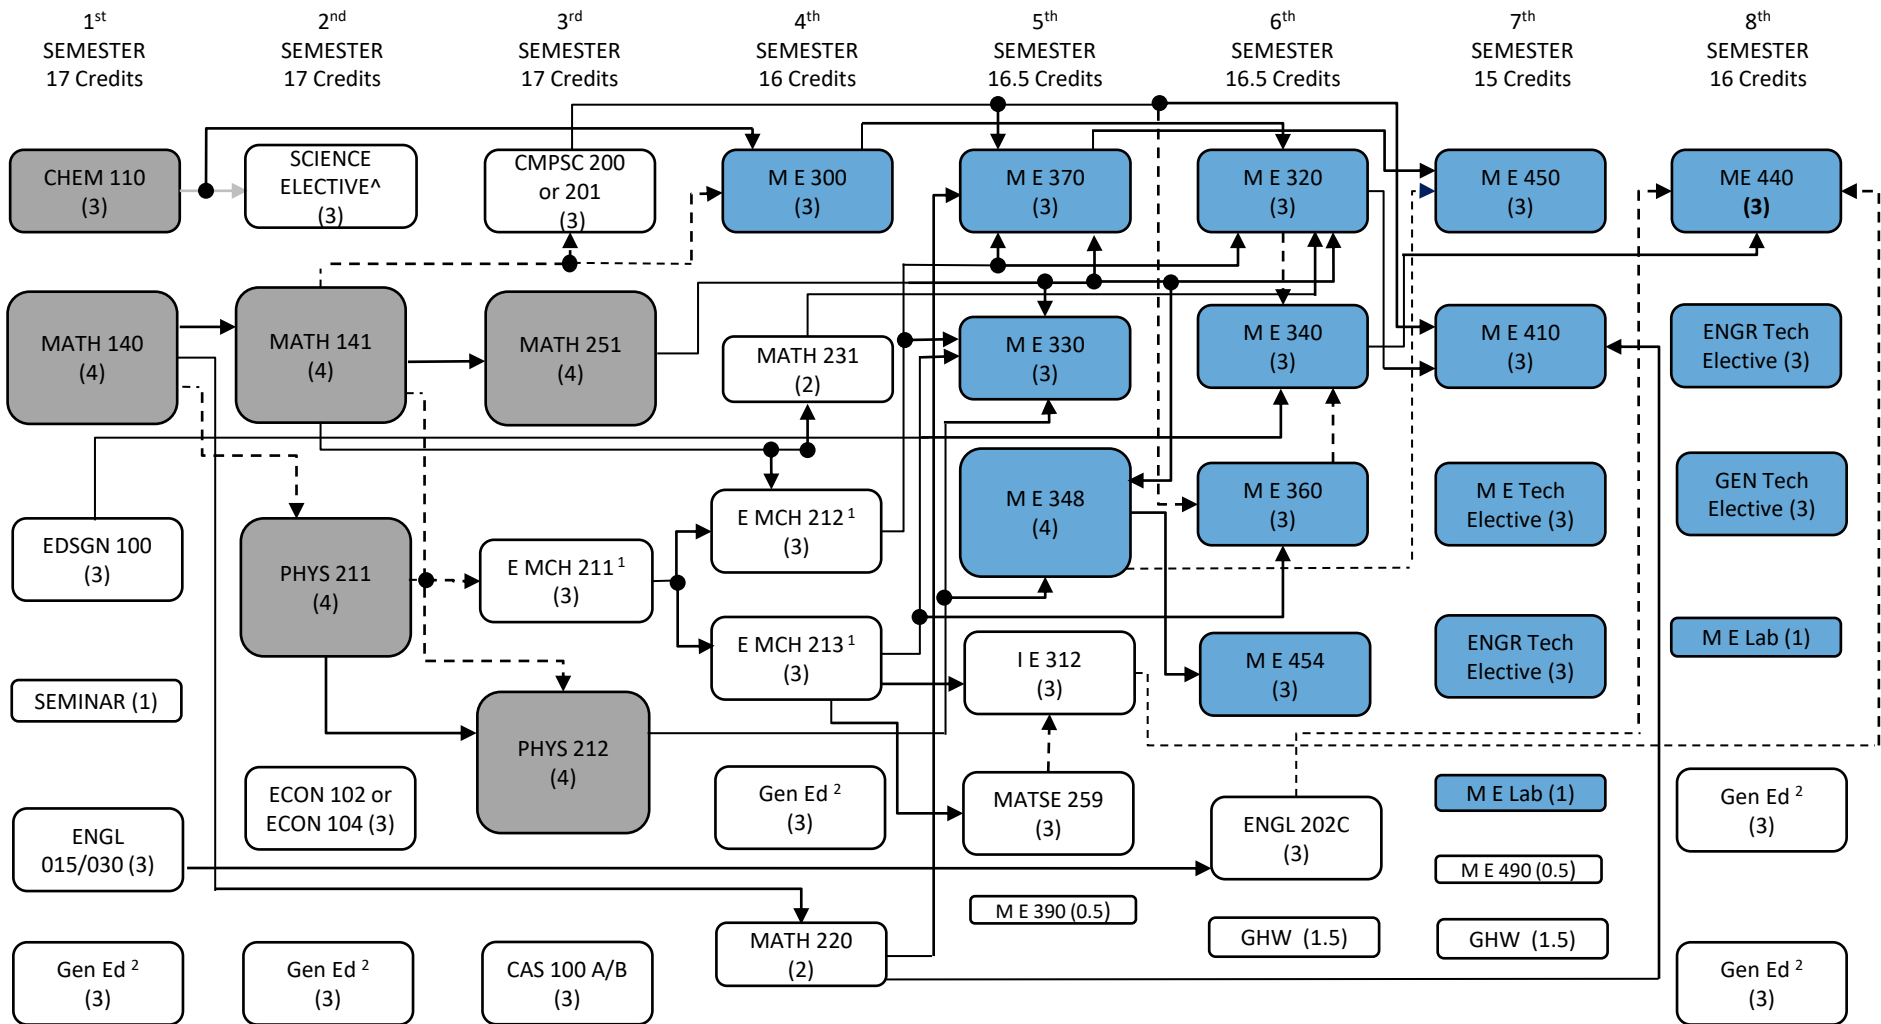 1st
SEMESTER
17 Credits
2nd
SEMESTER
17 Credits
3rd
SEMESTER
17 Credits
4th
SEMESTER
16 Credits
5th
SEMESTER
16.5 Credits
6th
SEMESTER
16.5 Credits
7th
SEMESTER
15 Credits
8th
SEMESTER
16 Credits
CHEM 110
(3)
SCIENCE
ELECTIVE^
(3)
CMPSC 200
or 201
(3)
M E 300
(3)
M E 370
(3)
M E 320
(3)
M E 450
(3)
ME 440
(3)
MATH 140
(4)
MATH 141
(4)
MATH 251
(4)
MATH 231
(2)
M E 330
(3)
M E 340
(3)
M E 410
(3)
ENGR Tech
Elective (3)
EDSGN 100
(3)
PHYS 211
(4)
E MCH 211 1
(3)
E MCH 212 1
(3)
M E 348
(4)
M E 360
(3)
M E Tech
Elective (3)
GEN Tech
Elective (3)
E MCH 213 1
(3)
I E 312
(3)
M E 454
(3)
ENGR Tech
Elective (3)
M E Lab (1)
SEMINAR (1)
PHYS 212
(4)
ECON 102 or
ECON 104 (3)
Gen Ed 2
(3)
MATSE 259
(3)
ENGL 202C
(3)
M E Lab (1)
Gen Ed 2
(3)
ENGL
015/030 (3)
M E 490 (0.5)
M E 390 (0.5)
MATH 220
(2)
GHW (1.5)
GHW (1.5)
Gen Ed 2
(3)
Gen Ed 2
(3)
CAS 100 A/B
(3)
Gen Ed 2
(3)